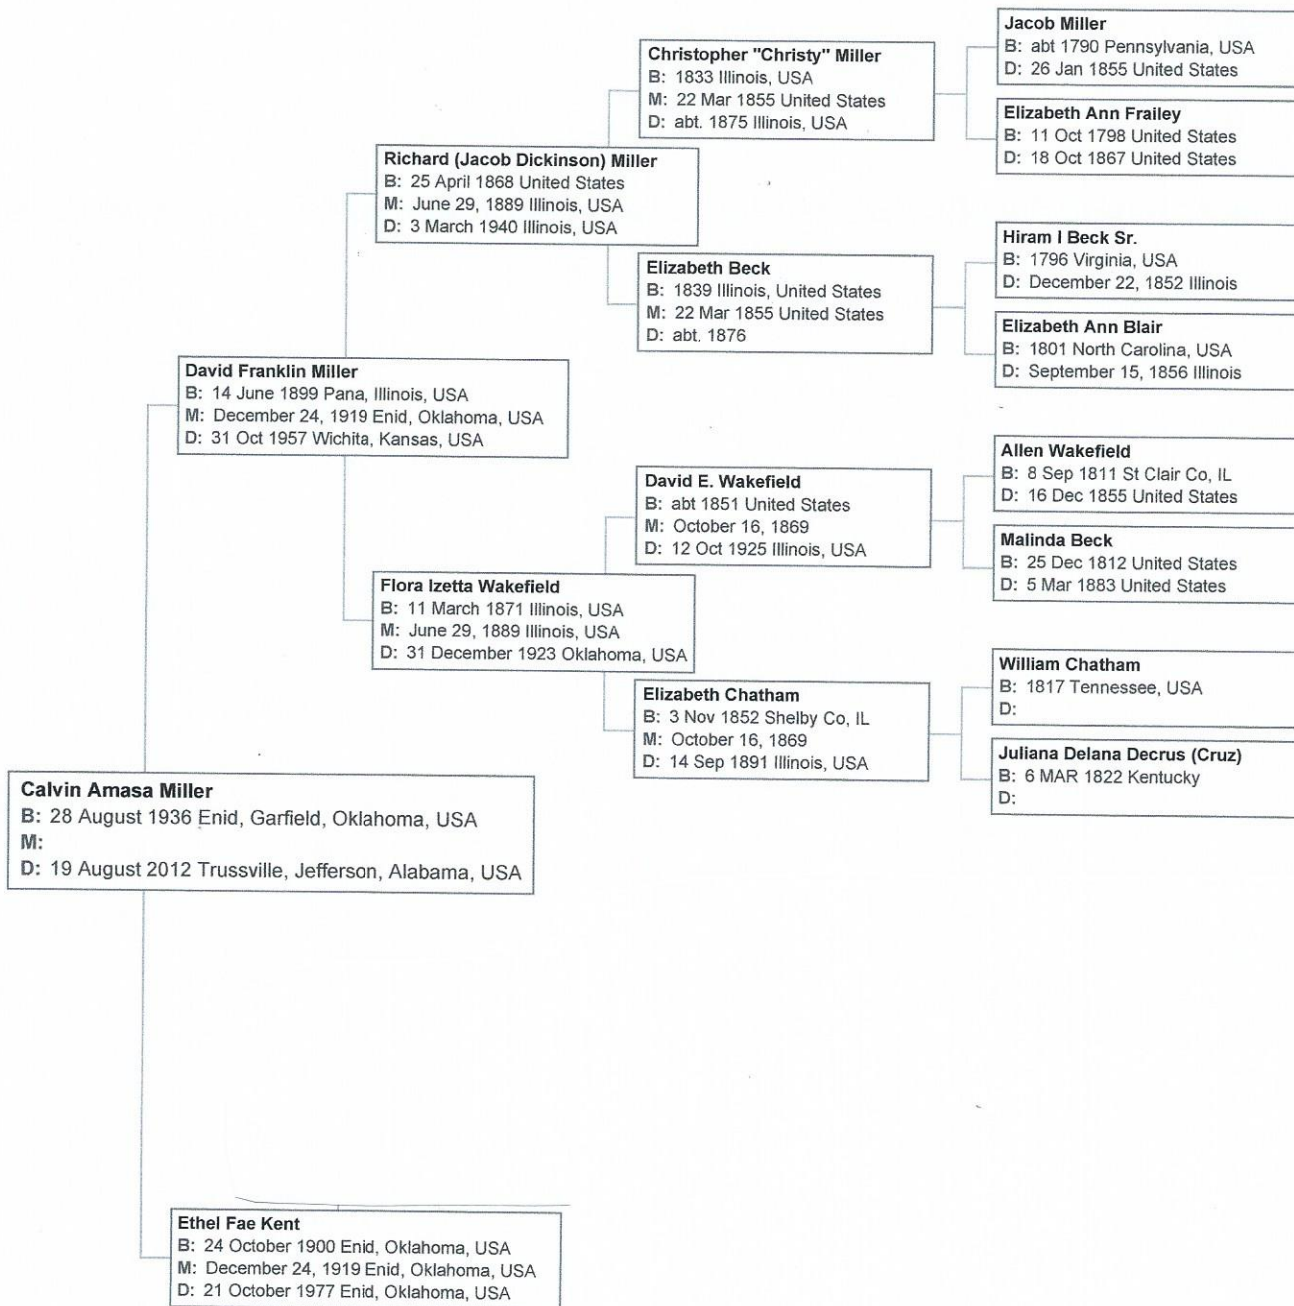 Jacob Miller
B: abt 1790 Pennsylvania, USA
D: 26 Jan 1855 United States
Christopher "Christy" Miller
B: 1833 Illinois, USA
M: 22 Mar 1855 United States
D: abt. 1875 Illinois, USA
Elizabeth Ann Frailey
B: 11 Oct 1798 United States
D: 18 Oct 1867 United States
Richard (Jacob Dickinson) Miller
B: 25 April 1868 United States
M: June 29, 1889 Illinois, USA
D: 3 March 1940 Illinois, USA
Hiram I Beck Sr.
B: 1796 Virginia, USA
D: December 22, 1852 Illinois
Elizabeth Beck
B: 1839 Illinois, United States
M: 22 Mar 1855 United States
D: abt. 1876
Elizabeth Ann Blair
B: 1801 North Carolina, USA
D: September 15, 1856 Illinois
David Franklin Miller
B: 14 June 1899 Pana, Illinois, USA
M: December 24, 1919 Enid, Oklahoma, USA
D: 31 Oct 1957 Wichita, Kansas, USA
Allen Wakefield
B: 8 Sep 1811 St Clair Co, IL
D: 16 Dec 1855 United States
David E. Wakefield
B: abt 1851 United States
M: October 16, 1869
D: 12 Oct 1925 Illinois, USA
Malinda Beck
B: 25 Dec 1812 United States
D: 5 Mar 1883 United States
Flora Izetta Wakefield
B: 11 March 1871 Illinois, USA
M: June 29, 1889 Illinois, USA
D: 31 December 1923 Oklahoma, USA
William Chatham
B: 1817 Tennessee, USA
D:
Elizabeth Chatham
B: 3 Nov 1852 Shelby Co, IL
M: October 16, 1869
D: 14 Sep 1891 Illinois, USA
Juliana Delana Decrus (Cruz)
B: 6 MAR 1822 Kentucky
D:
Calvin Amasa Miller
B: 28 August 1936 Enid, Garfield, Oklahoma, USA
M:
D: 19 August 2012 Trussville, Jefferson, Alabama, USA
Ethel Fae Kent
B: 24 October 1900 Enid, Oklahoma, USA
M: December 24, 1919 Enid, Oklahoma, USA
D: 21 October 1977 Enid, Oklahoma, USA